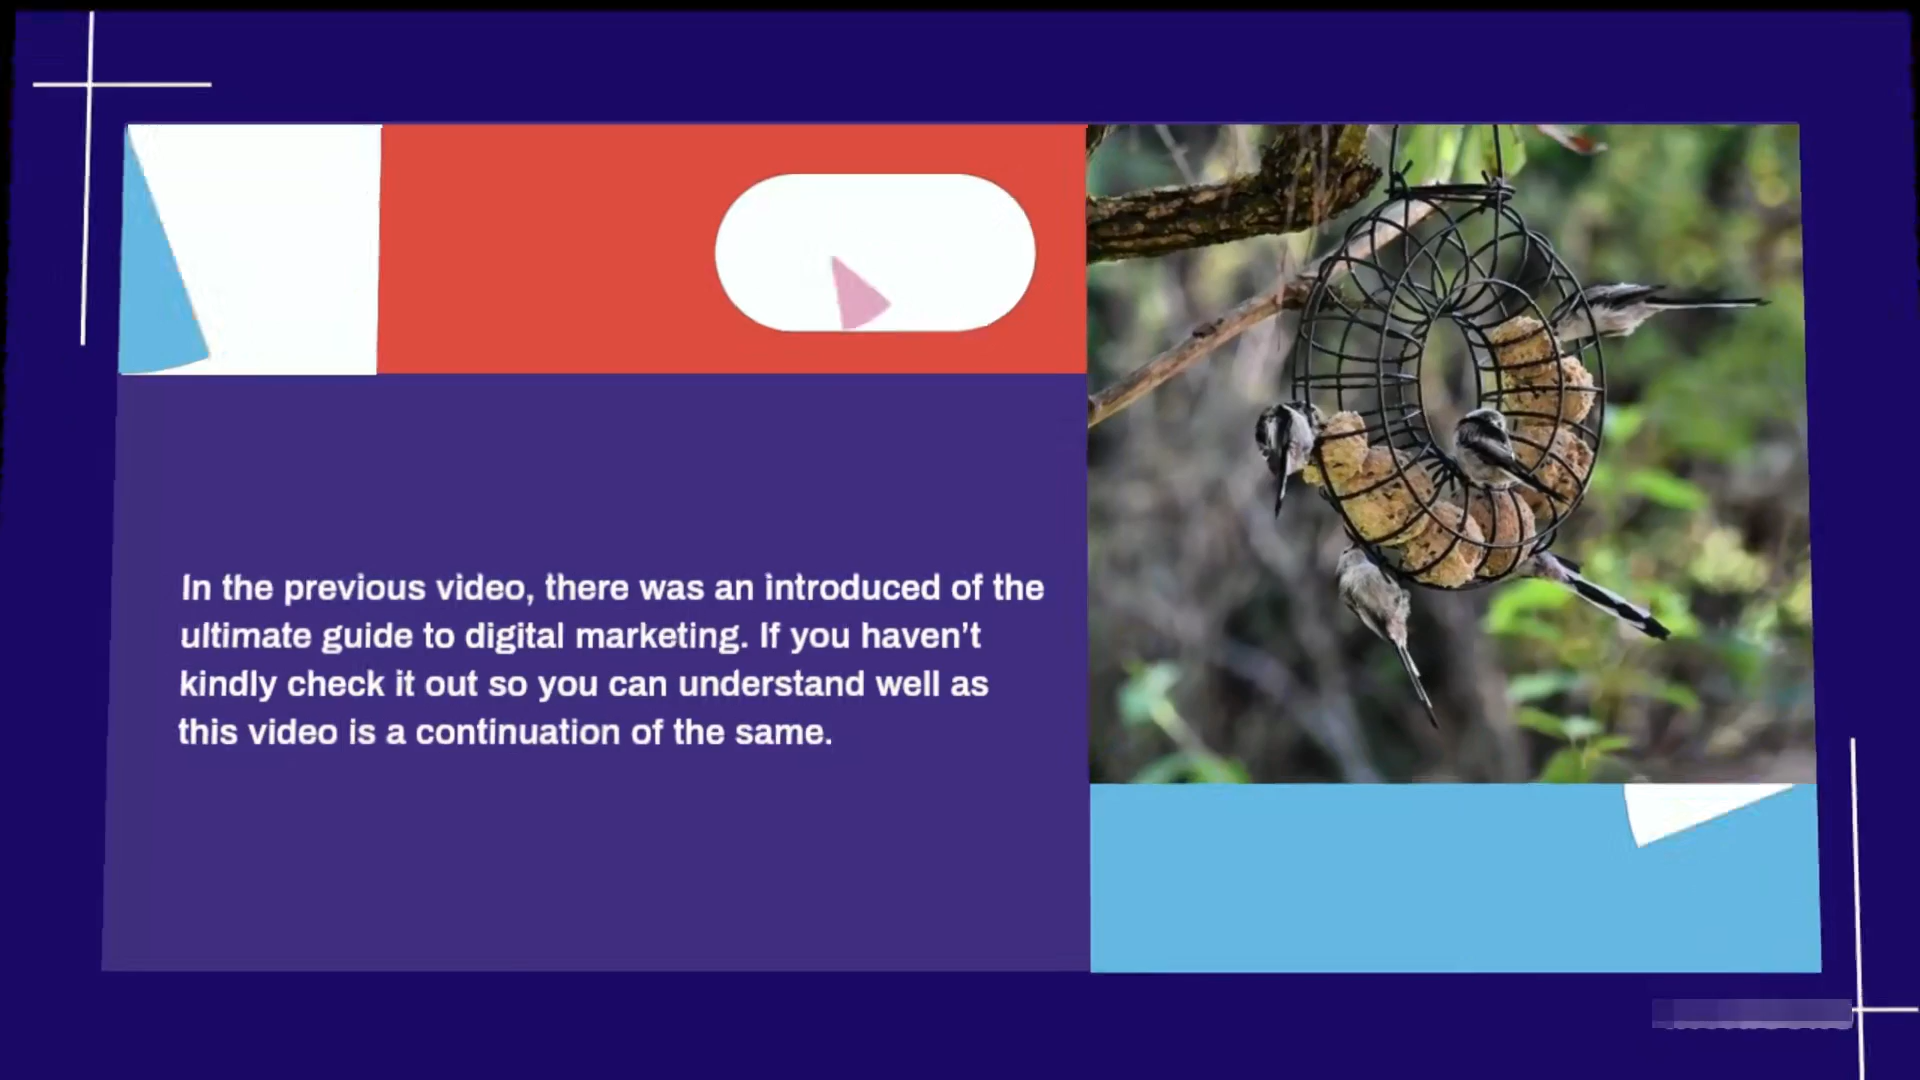 In the previous video, there was an introduced of the
ultimate guide to digital marketing. If you haven’t
kindly check it out so you can understand well as
this video is a continuation of the same.